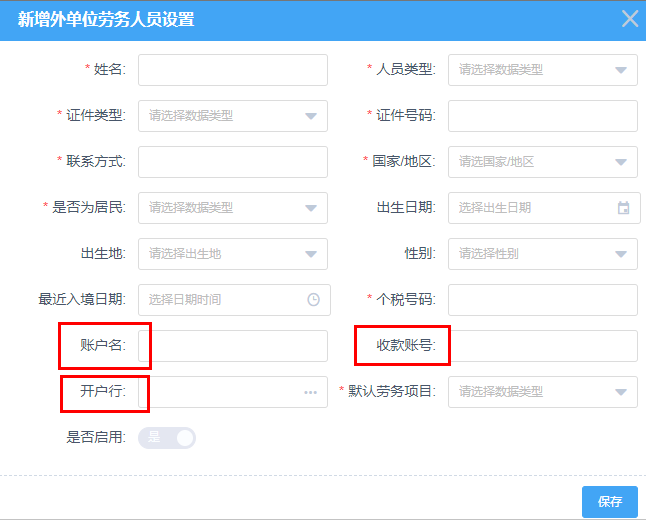 新增外单位劳务人员设置
* 姓名: * 人员类型: 请选择数据类型
* 证件类型: 请选择数据类型 * 证件号码:
* 联系方式: * 国家/地区: 请选国家/地区
* 是否为居民: 请选择数据类型 出生日期: 选择出生日期
出生地: 请选择出生地 性别: 请选择性别
最近入境日期: 选择日期时间 * 个税号码:
账户名: 收款账号:
开户行: ··· * 默认劳务项目: 请选择数据类型
是否启用: 是
保存